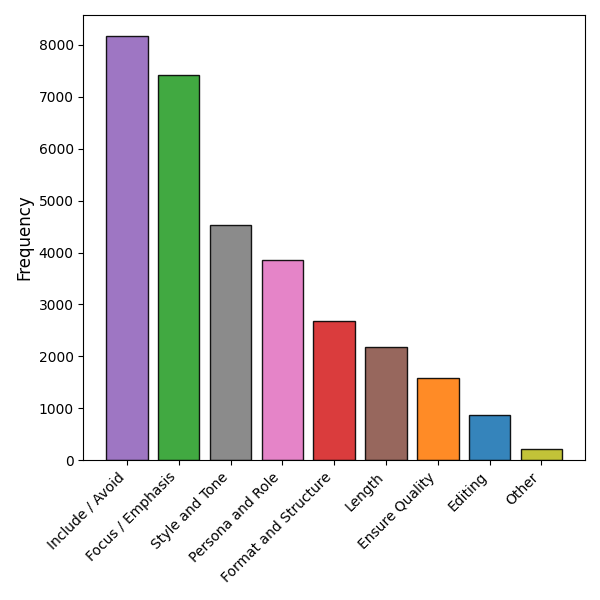 Frequency
8000
7000
6000
5000
4000
3000
2000
1000
0
Include / Avoid
Focus / Emphasis
Style and Tone
Persona and Role
Format and Structure
Length
Ensure Quality
Editing
Other